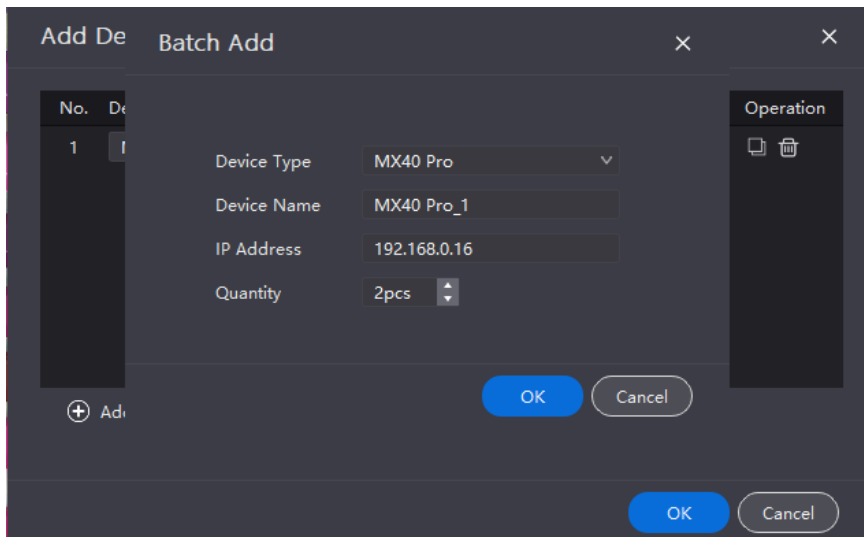 Add De
Batch Add
No. De
Operation
1
Device Type MX40 Pro
Device Name MX40 Pro_1
IP Address 192.168.0.16
Quantity 2pcs
OK Cancel
Add
OK Cancel